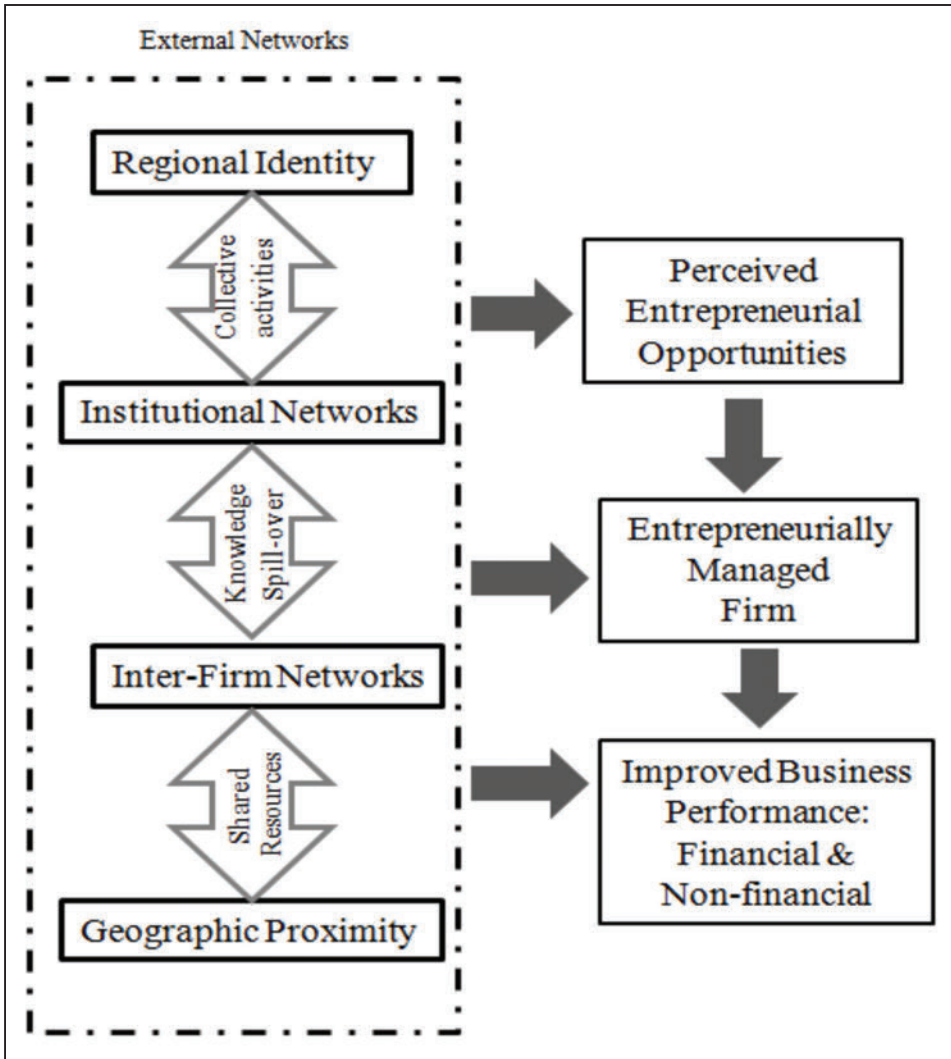 External Networks
Regional Identity
Collective
activities
Institutional Networks
Knowledge
Spill-over
Inter-Firm Networks
Shared
Resources
Geographic Proximity
Perceived
Entrepreneurial
Opportunities
Entrepreneurially
Managed
Firm
Improved Business
Performance:
Financial &
Non-financial